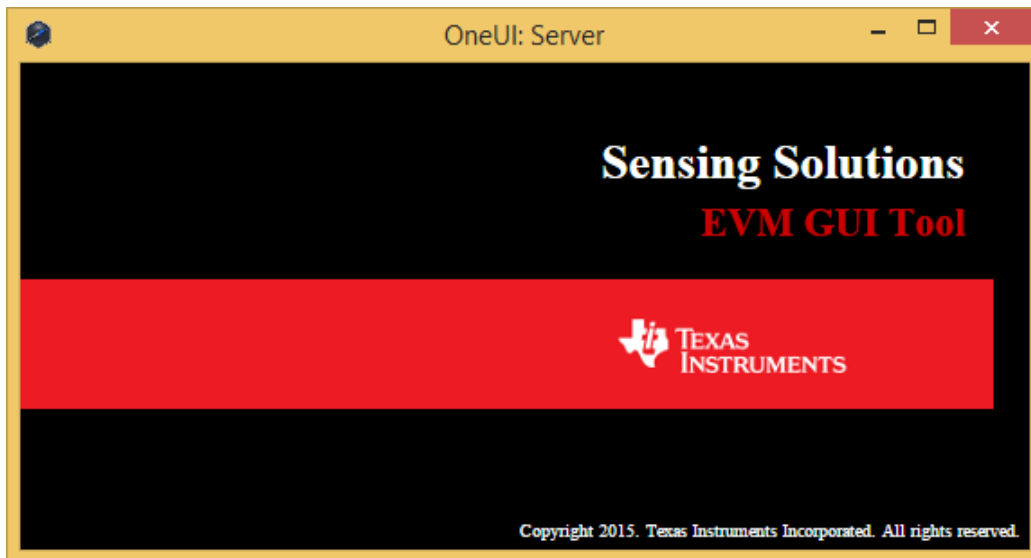 OneUI: Server
Sensing Solutions
EVM GUI Tool
TEXAS
INSTRUMENTS
Copyright 2015. Texas Instruments Incorporated. All rights reserved.